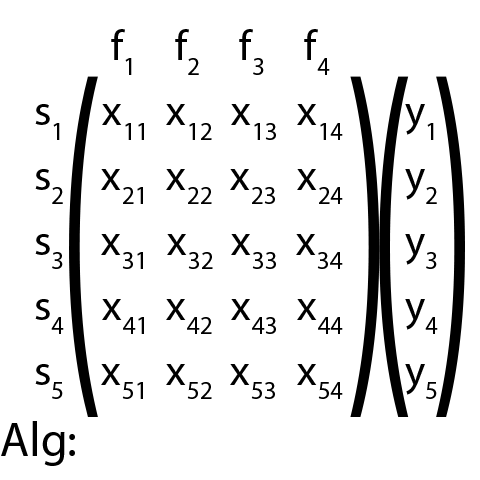 f₁ f₂ f₃ f₄
s₁ x₁₁ x₁₂ x₁₃ x₁₄ y₁
s₂ x₂₁ x₂₂ x₂₃ x₂₄ y₂
s₃ x₃₁ x₃₂ x₃₃ x₃₄ y₃
s₄ x₄₁ x₄₂ x₄₃ x₄₄ y₄
s₅ x₅₁ x₅₂ x₅₃ x₅₄ y₅
Alg: